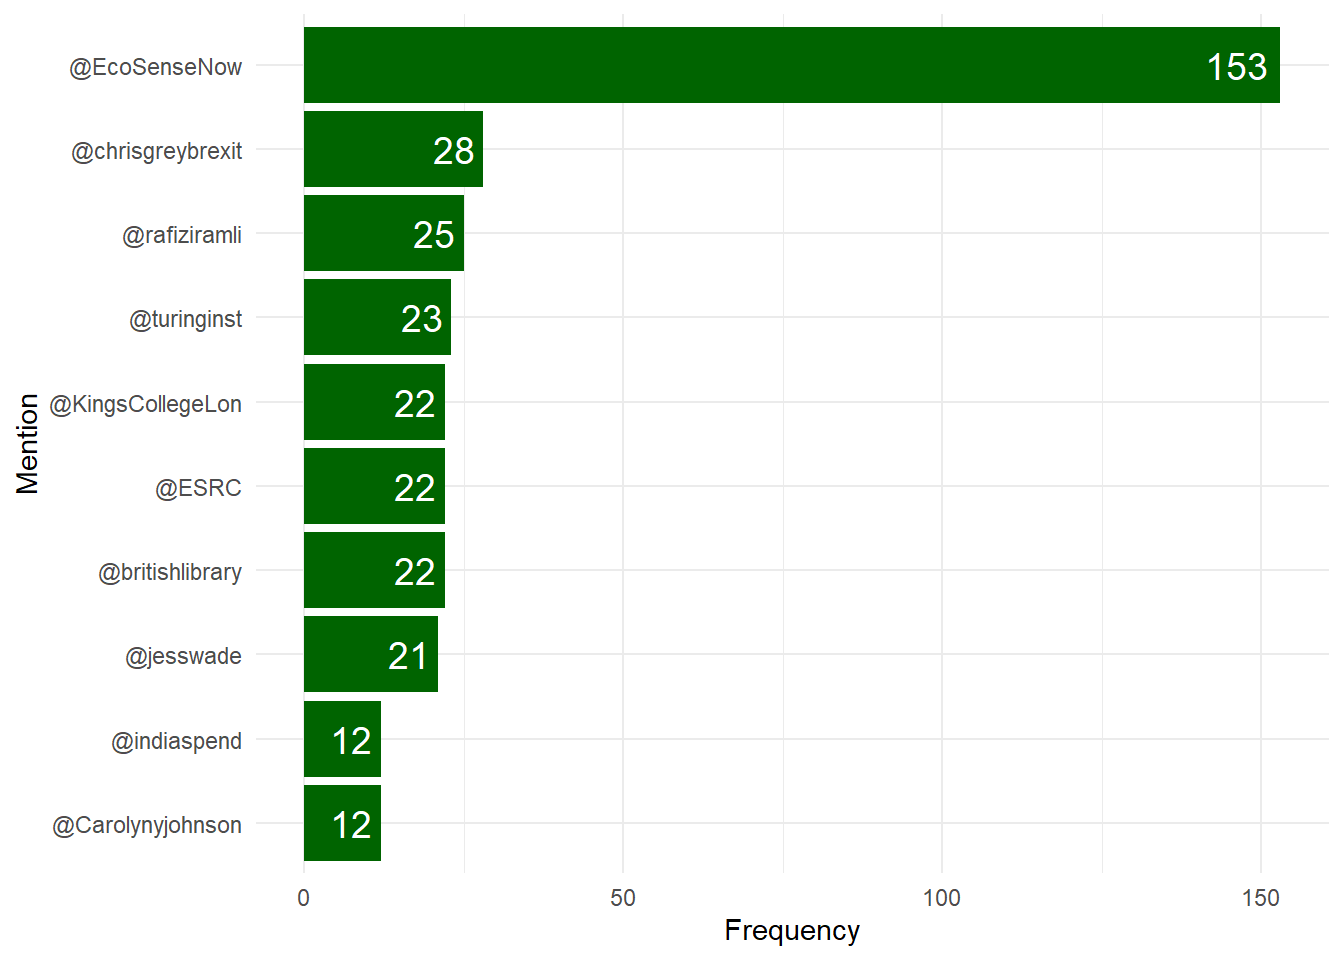 @EcoSenseNow 153
@chrisgreybrexit 28
@rafiziramli 25
@turinginst 23
@KingsCollegeLon 22
@ESRC 22
@britishlibrary 22
@jesswade 21
@indiaspend 12
@Carolynyjohnson 12
Mention
0 50 100 150
Frequency